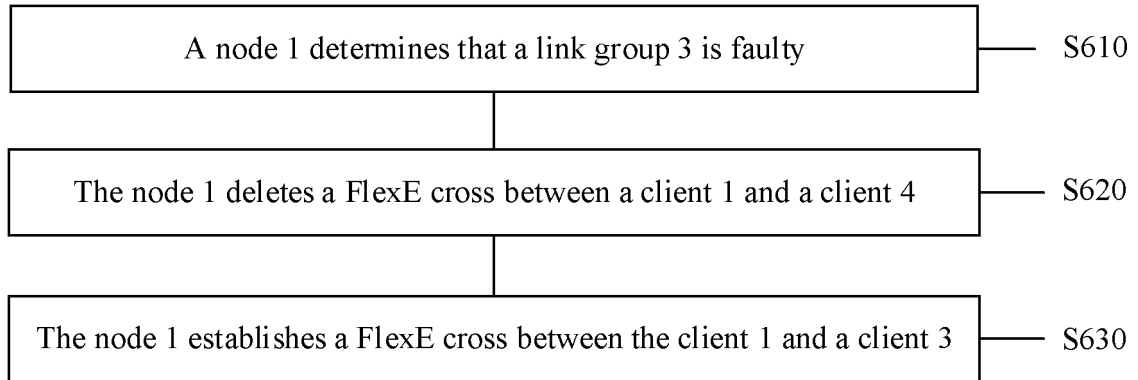 A node 1 determines that a link group 3 is faulty
S610
The node 1 deletes a FlexE cross between a client 1 and a client 4
S620
The node 1 establishes a FlexE cross between the client 1 and a client 3
S630